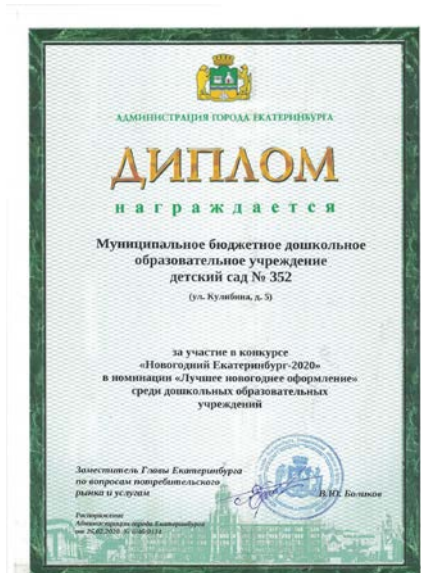 АДМИНИСТРАЦИЯ ГОРОДА ЕКАТЕРИНБУРГА
ДИПЛОМ
награждается
Муниципальное бюджетное дошкольное
образовательное учреждение
детский сад № 352
(ул. Кулибина, д. 5)
за участие в конкурсе
«Новогодний Екатеринбург-2020»
в номинации «Лучшее новогоднее оформление»
среди дошкольных образовательных
учреждений
Заместитель Главы Екатеринбурга
по вопросам потребительского
рынка и услугам
В.Ю. Боликов
Распоряжение
Администрации города Екатеринбурга